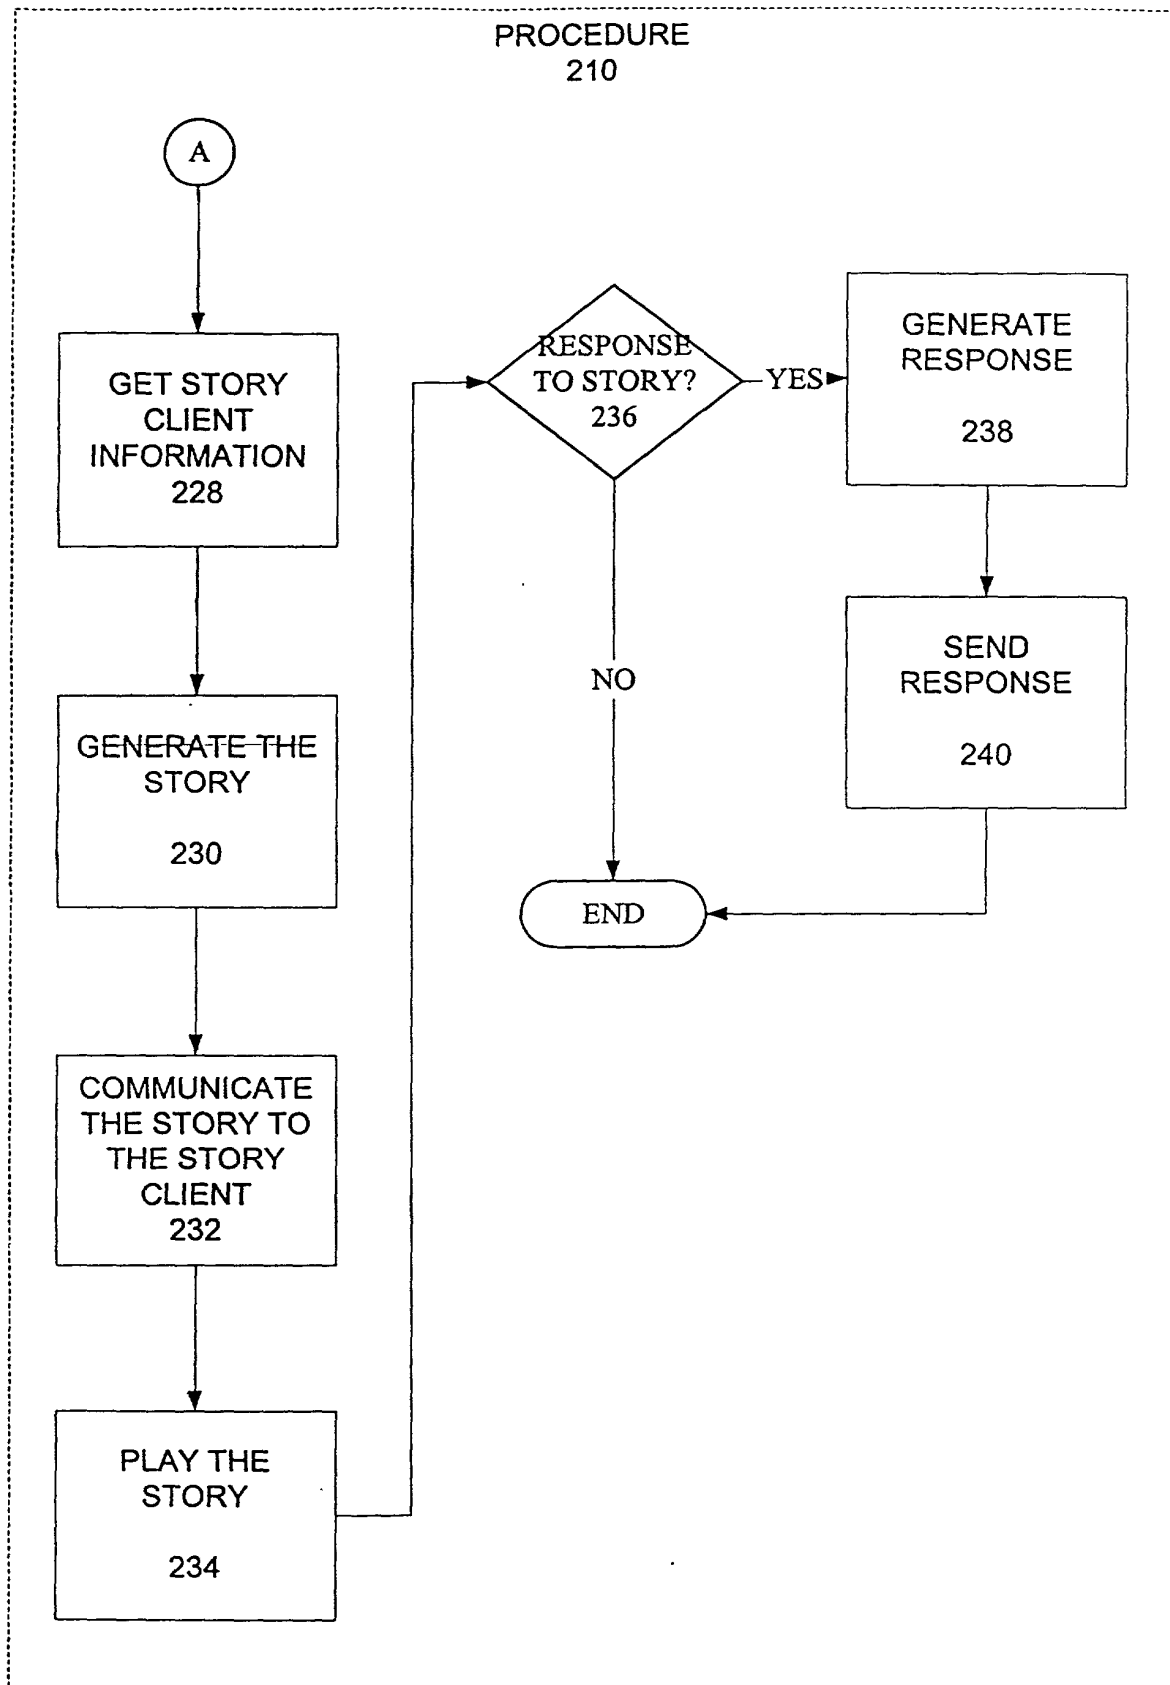 PROCEDURE
210
A
GET STORY
CLIENT
INFORMATION
228
GENERATE THE
STORY
230
COMMUNICATE
THE STORY TO
THE STORY
CLIENT
232
PLAY THE
STORY
234
RESPONSE
TO STORY?
236
YES
NO
GENERATE
RESPONSE
238
SEND
RESPONSE
240
END